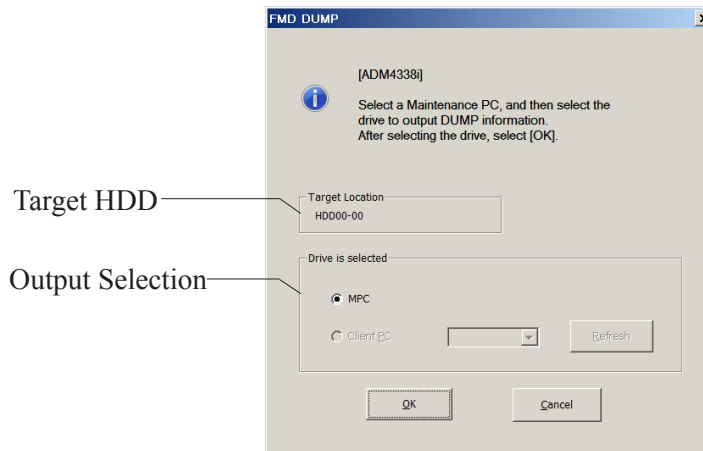 FMD DUMP
[ADM4338i]
Select a Maintenance PC, and then select the
drive to output DUMP information.
After selecting the drive, select [OK].
Target HDD
Target Location
HDD00-00
Output Selection
Drive is selected
MPC
Client PC
Refresh
OK
Cancel